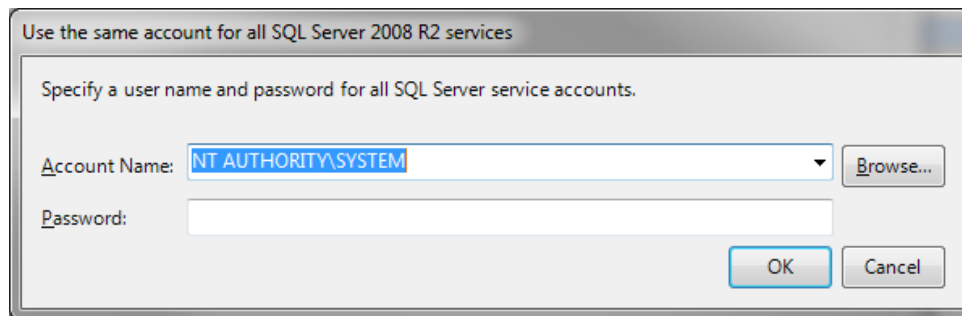 Use the same account for all SQL Server 2008 R2 services
Specify a user name and password for all SQL Server service accounts.
Account Name: NT AUTHORITY\SYSTEM Browse...
Password:
OK Cancel